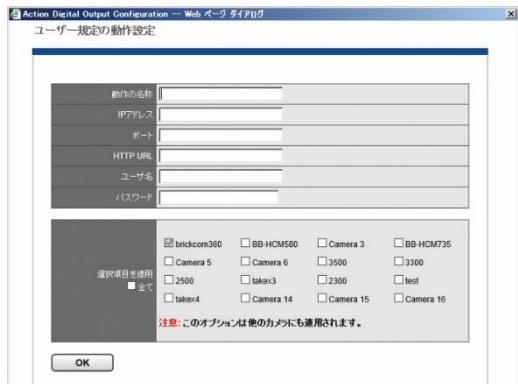 Action Digital Output Configuration -- Web ページ ダイアログ
ユーザー規定の動作設定
動作の名称
IPアドレス
ポート
HTTP URL
ユーザ名
パスワード
選択項目を適用
全て
brickcom360 BB-HCM580 Camera 3 BB-HCM735
Camera 5 Camera 6 3500 3300
2500 takex3 2300 test
takex4 Camera 14 Camera 15 Camera 16
注意: このオプションは他のカメラにも適用されます。
OK